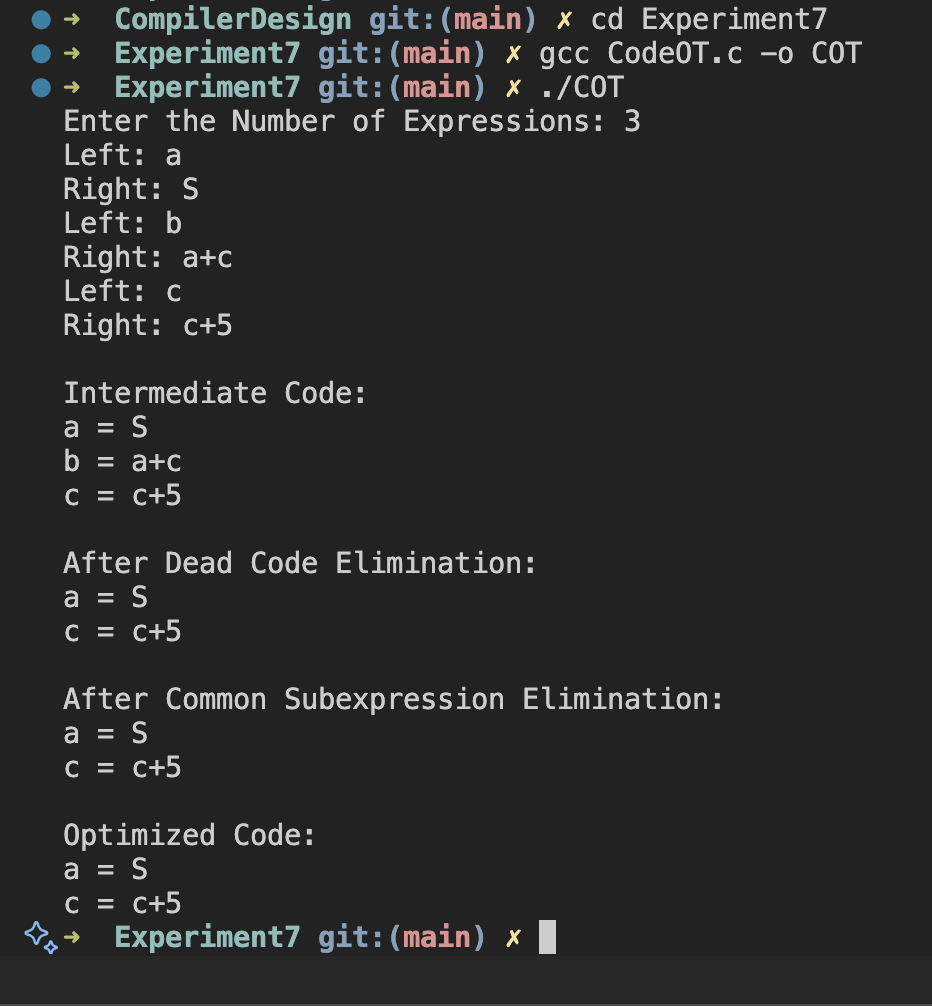 ➜ CompilerDesign git:(main) ✗ cd Experiment7
➜ Experiment7 git:(main) ✗ gcc CodeOT.c -o COT
➜ Experiment7 git:(main) ✗ ./COT
Enter the Number of Expressions: 3
Left: a
Right: S
Left: b
Right: a+c
Left: c
Right: c+5

Intermediate Code:
a = S
b = a+c
c = c+5

After Dead Code Elimination:
a = S
c = c+5

After Common Subexpression Elimination:
a = S
c = c+5

Optimized Code:
a = S
c = c+5
➜ Experiment7 git:(main) ✗